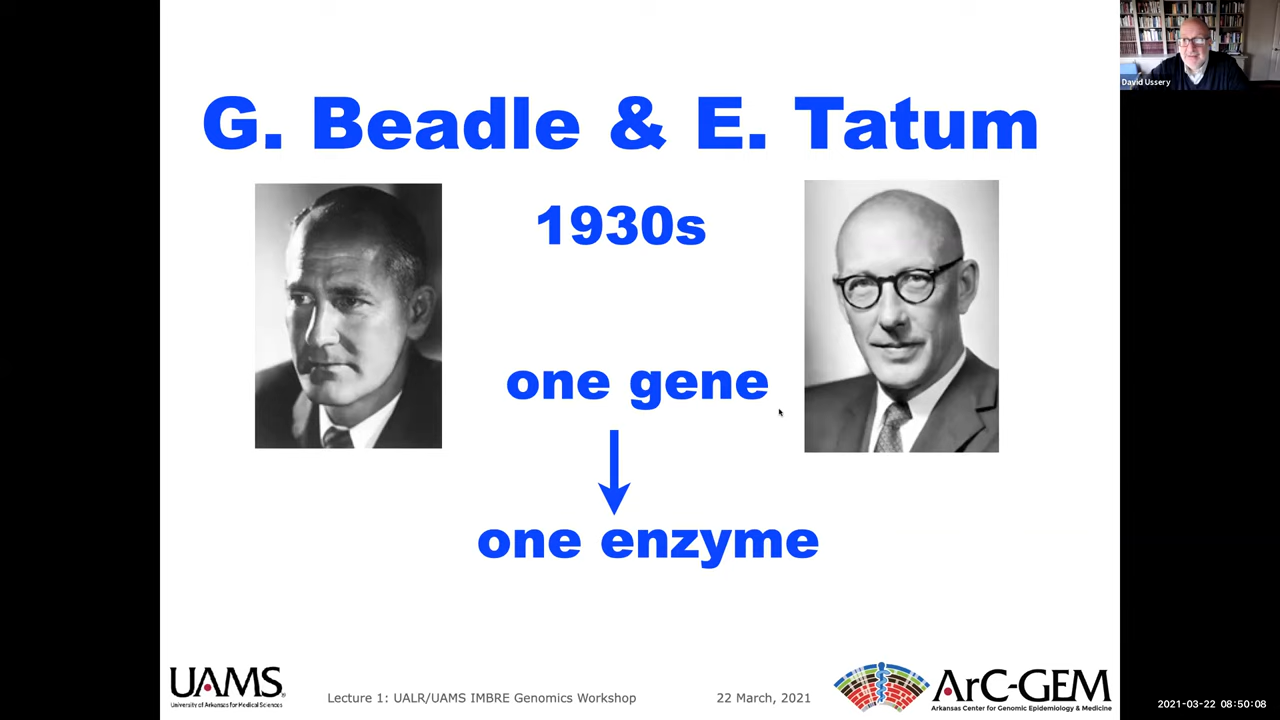 G. Beadle & E. Tatum
1930s
one gene
one enzyme
UAMS
University of Arkansas for Medical Sciences
Lecture 1: UALR/UAMS IMBRE Genomics Workshop
22 March, 2021
ArC-GEM
Arkansas Center for Genomic Epidemiology & Medicine
David Ussery
2021-03-22 08:50:08